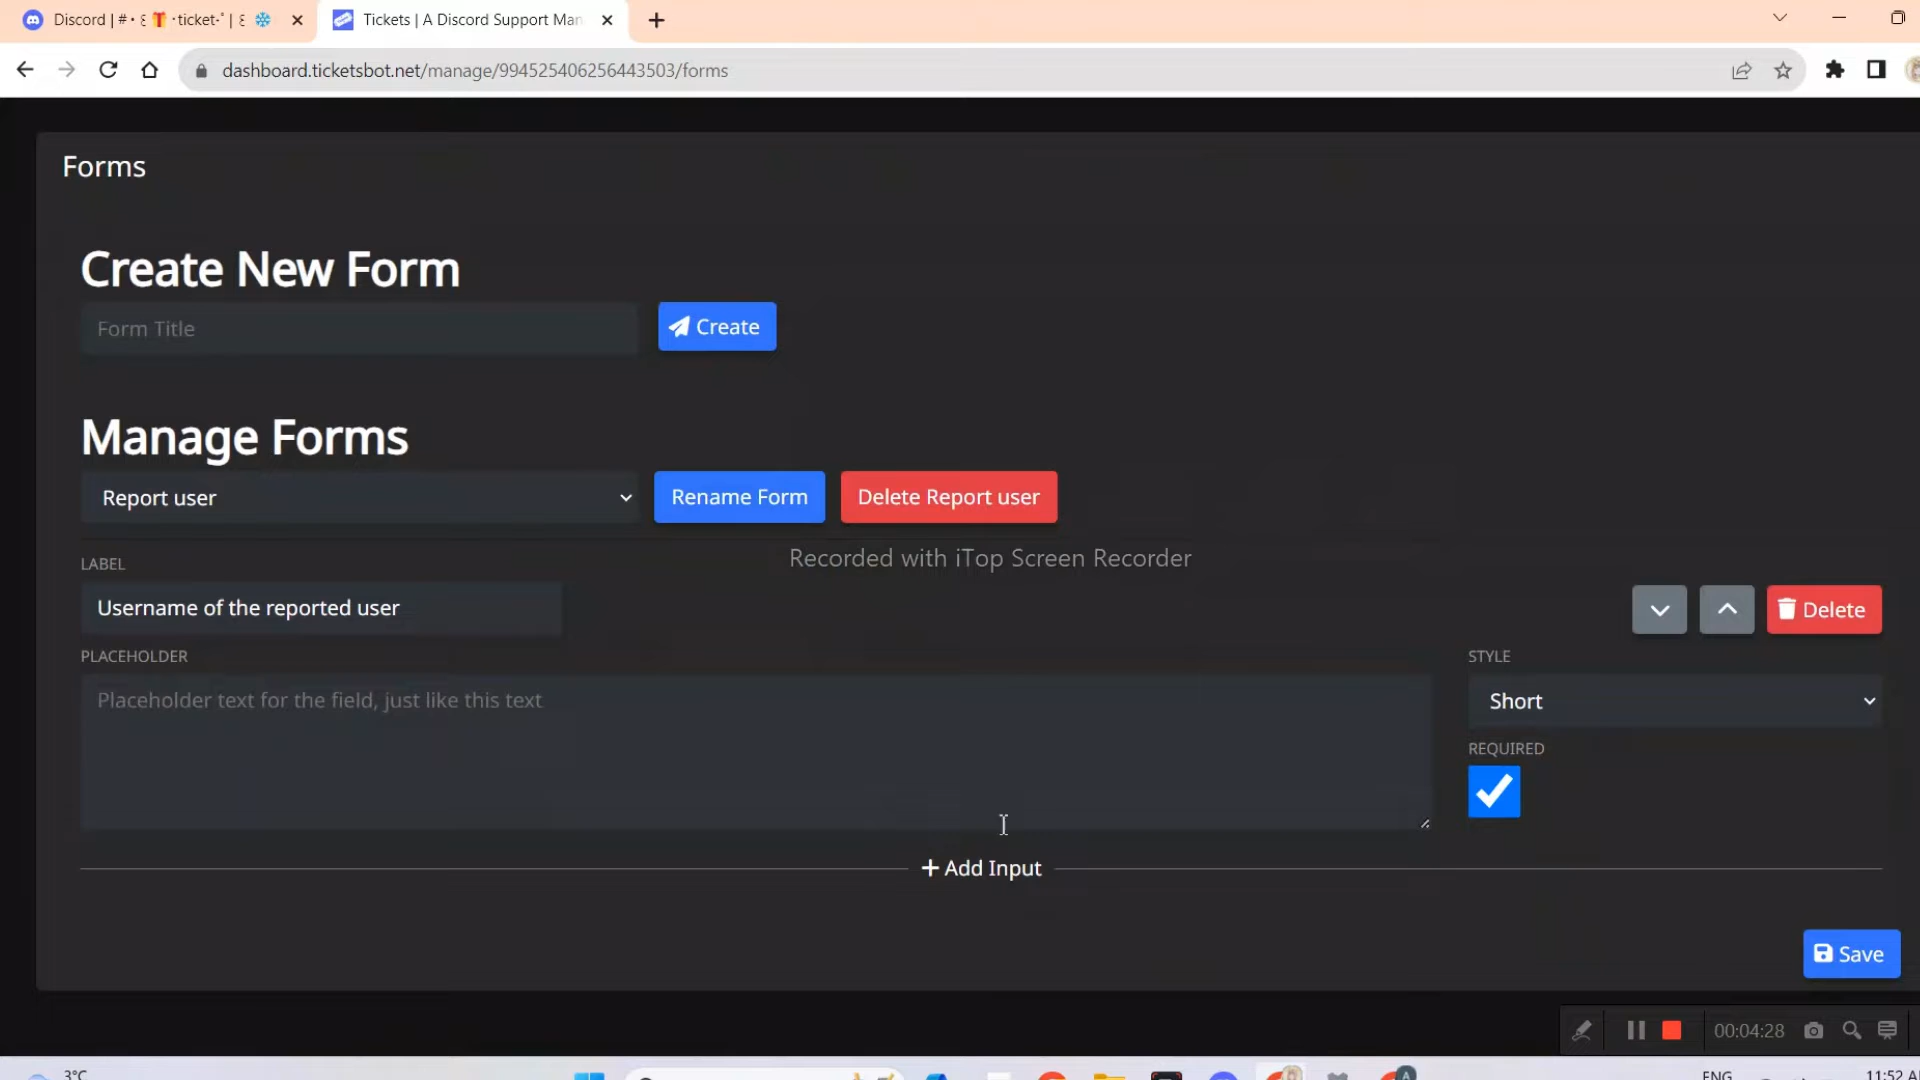 Discord | # • ꒰🎁・ticket-˚ | ꒰ ❄
Tickets | A Discord Support Man
dashboard.ticketsbot.net/manage/994525406256443503/forms
Forms
Create New Form
Form Title
Create
Manage Forms
Report user
Rename Form
Delete Report user
Recorded with iTop Screen Recorder
LABEL
Username of the reported user
Delete
PLACEHOLDER
STYLE
Placeholder text for the field, just like this text
Short
REQUIRED
+ Add Input
Save
00:04:28
3°C
ENG
11:52 A